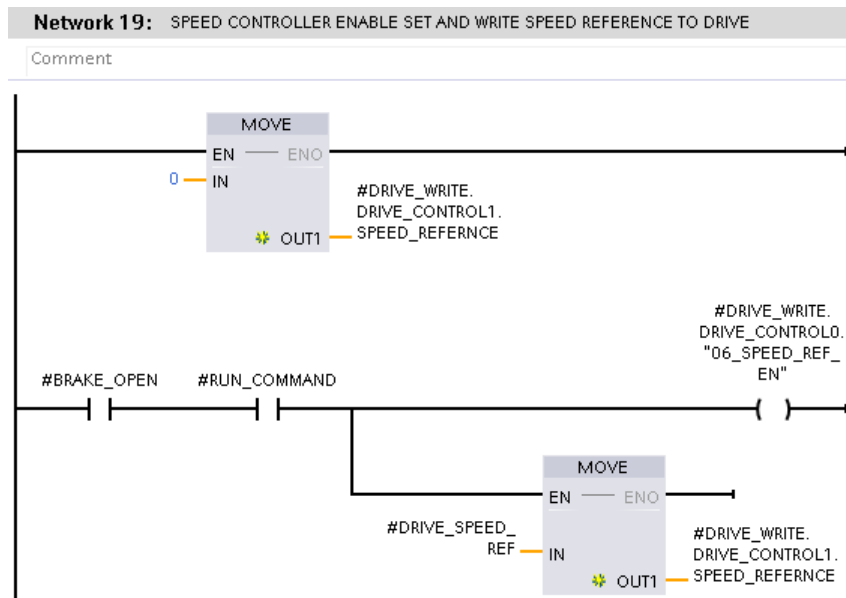 Network 19: SPEED CONTROLLER ENABLE SET AND WRITE SPEED REFERENCE TO DRIVE
Comment
MOVE
EN ENO
0 IN
#DRIVE_WRITE.
DRIVE_CONTROL1.
OUT1 SPEED_REFERNCE
#DRIVE_WRITE.
DRIVE_CONTROL0.
"06_SPEED_REF_
EN"
#BRAKE_OPEN #RUN_COMMAND
MOVE
EN ENO
#DRIVE_SPEED_
REF IN
#DRIVE_WRITE.
DRIVE_CONTROL1.
OUT1 SPEED_REFERNCE